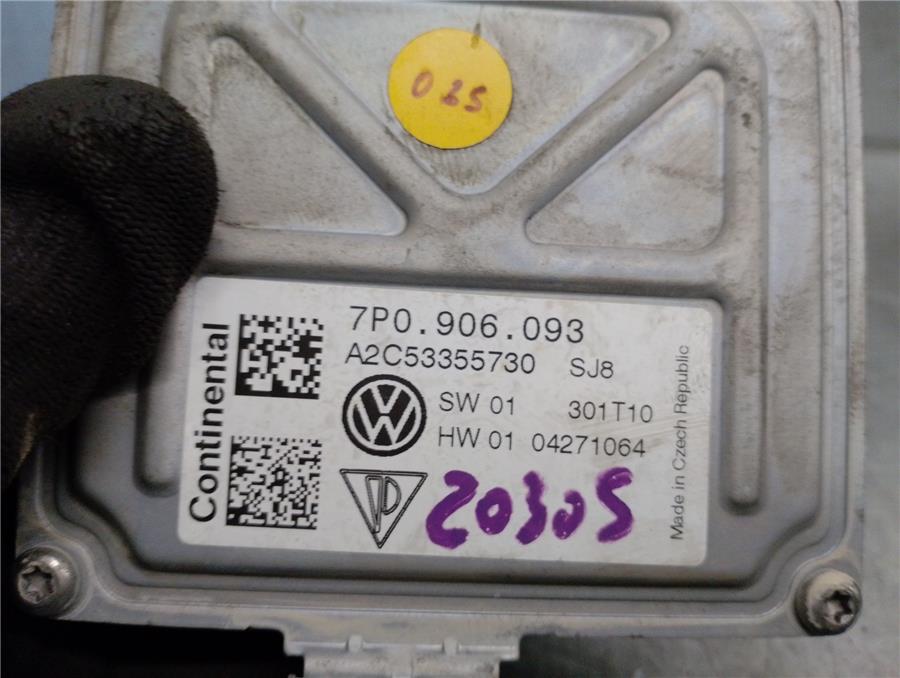 025
Continental
7P0.906.093
A2C53355730 SJ8
SW 01 301T10
HW 01 04271064
20305
Made in Czech Republic